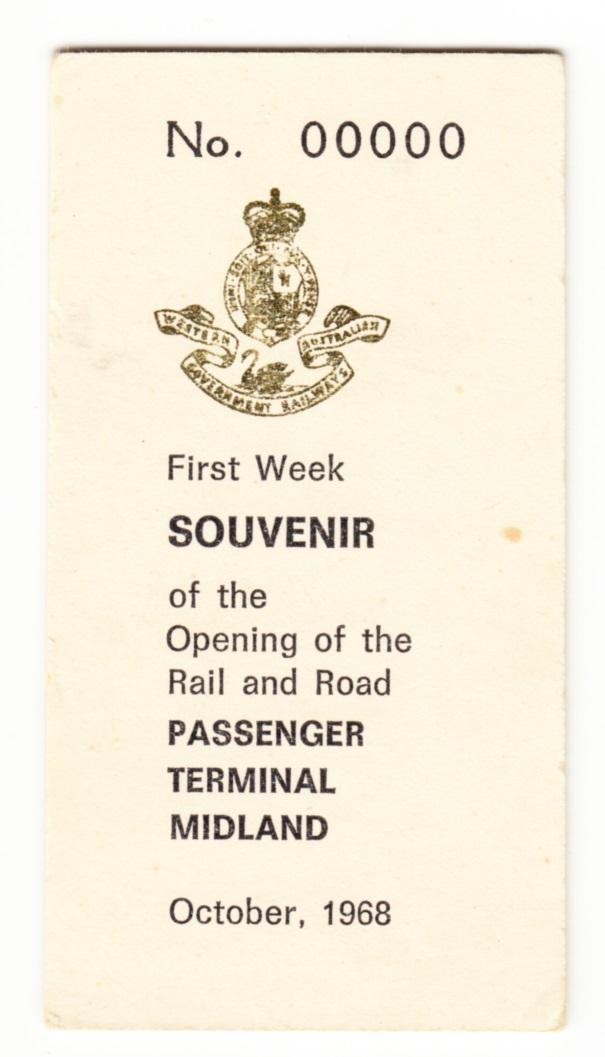 No. 00000
WESTERN AUSTRALIAN
GOVERNMENT RAILWAYS
First Week
SOUVENIR
of the
Opening of the
Rail and Road
PASSENGER
TERMINAL
MIDLAND
October, 1968